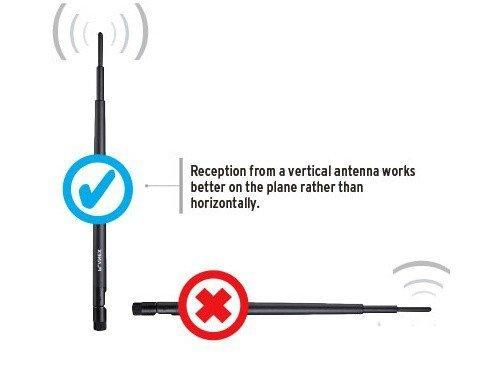 Reception from a vertical antenna works
better on the plane rather than
horizontally.